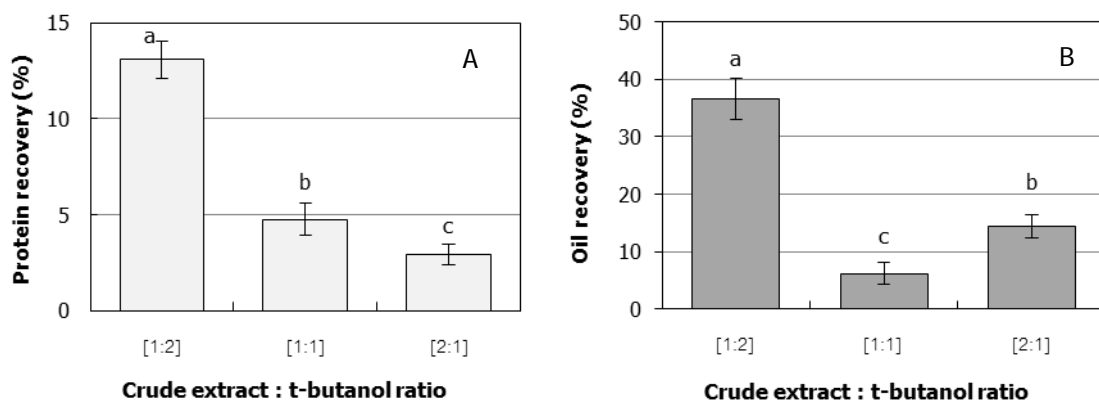 15
a
A
10
b
5
c
0
[1:2]
[1:1]
[2:1]
Protein recovery (%)
Crude extract : t-butanol ratio
50
B
a
40
30
b
20
c
10
0
[1:2]
[1:1]
[2:1]
Oil recovery (%)
Crude extract : t-butanol ratio